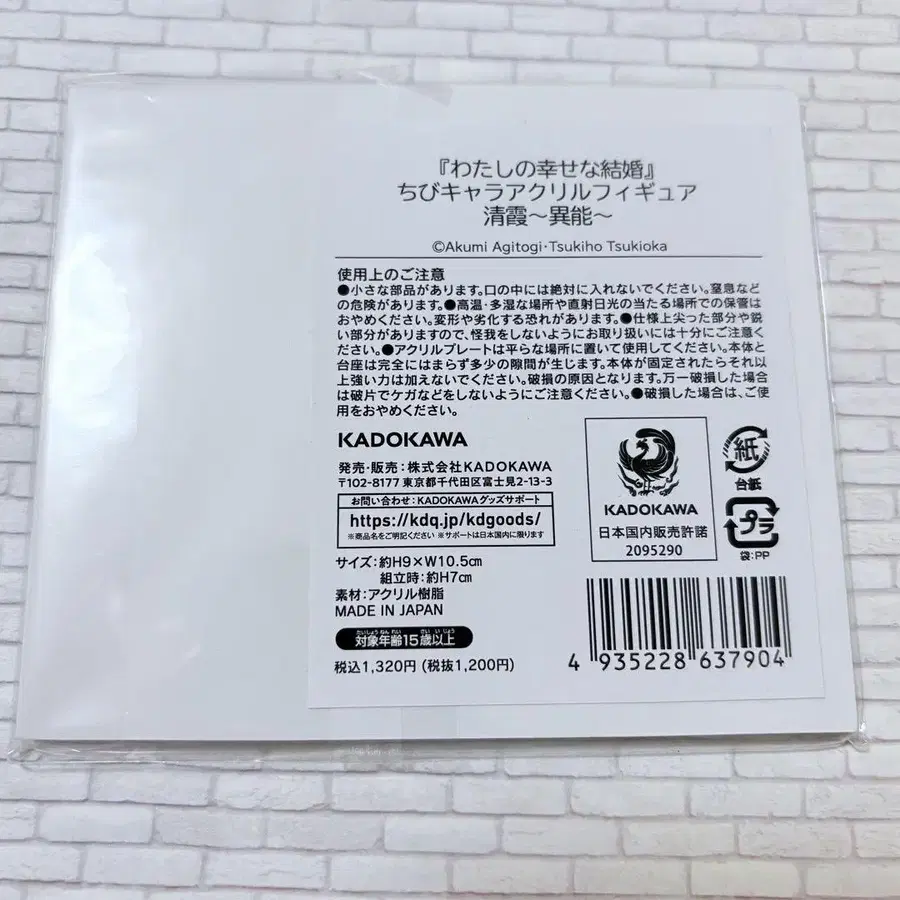 『わたしの幸せな結婚』
ちびキャラアクリルフィギュア
清霞～異能～
©Akumi Agitogi・Tsukiho Tsukioka
使用上のご注意
●小さな部品があります。口の中には絶対に入れないでください。窒息など
の危険があります。●高温・多湿な場所や直射日光の当たる場所での保管は
おやめください。変形や劣化する恐れがあります。●仕様上尖った部分や鋭
い部分がありますので、怪我をしないようにお取り扱いには十分にご注意く
ださい。●アクリルプレートは平らな場所に置いて使用してください。本体と
台座は完全にはまらず多少の隙間が生じます。本体が固定されたらそれ以
上強い力は加えないでください。破損の原因となります。万一破損した場合
は破片でケガなどをしないようにご注意ください。●破損した場合は、ご使
用をおやめください。
KADOKAWA
発売・販売：株式会社KADOKAWA
〒102-8177 東京都千代田区富士見2-13-3
お問い合わせ：KADOKAWAグッズサポート
https://kdq.jp/kdgoods/
※商品名をご明記ください ※サポートは日本国内に限ります
サイズ：約H9×W10.5㎝
組立時：約H7㎝
素材：アクリル樹脂
MADE IN JAPAN
たいしょうねんれい さいいじょう
対象年齢15歳以上
税込1,320円（税抜1,200円）
KADOKAWA
日本国内販売許諾
2095290
紙
台紙
プラ
袋:PP
4 935228 637904